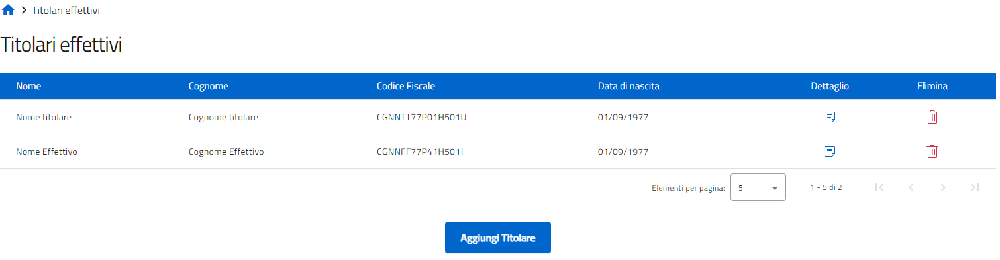 Titolari effettivi
Titolari effettivi
Nome Cognome Codice Fiscale Data di nascita Dettaglio Elimina
Nome titolare Cognome titolare CGNNTT77P01H501U 01/09/1977
Nome Effettivo Cognome Effettivo CGNNFF77P41H501J 01/09/1977
Elementi per pagina: 5 1 - 5 di 2
Aggiungi Titolare